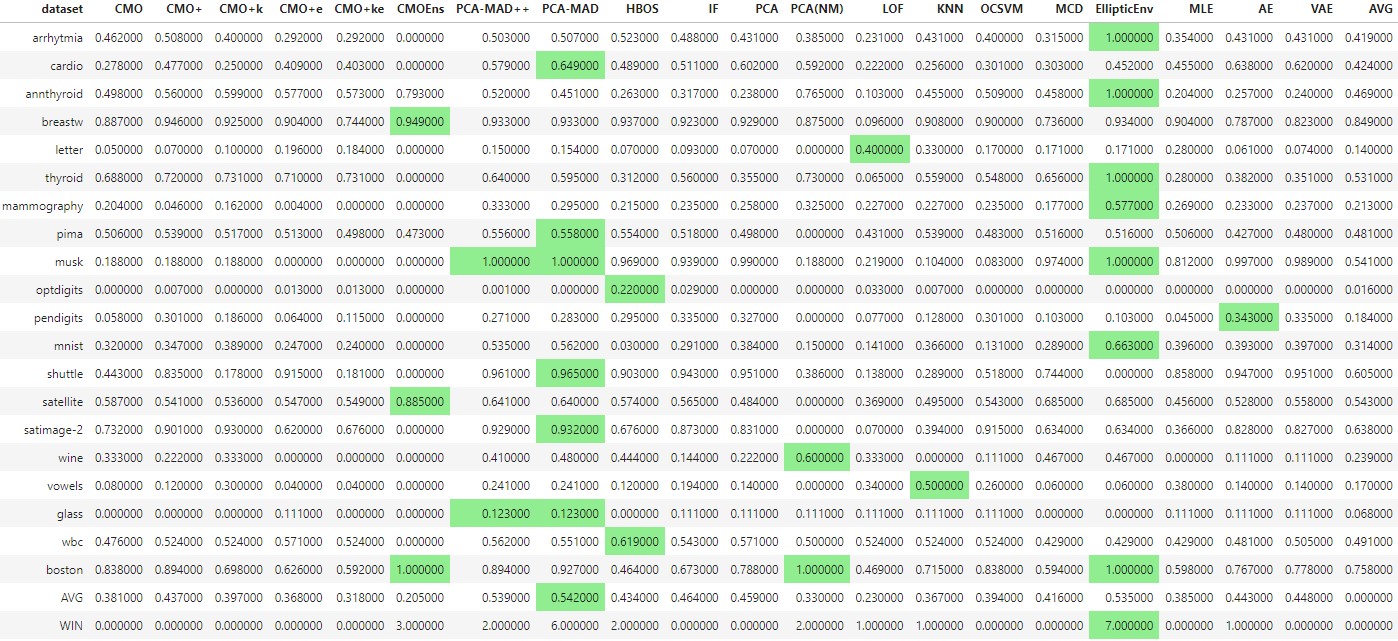 dataset CMO CMO+ CMO+k CMO+e CMO+ke CMOEns PCA-MAD++ PCA-MAD HBOS IF PCA PCA(NM) LOF KNN OCSVM MCD EllipticEnv MLE AE VAE AVG
arrhytmia 0.462000 0.508000 0.400000 0.292000 0.292000 0.000000 0.503000 0.507000 0.523000 0.488000 0.431000 0.385000 0.231000 0.431000 0.400000 0.315000 1.000000 0.354000 0.431000 0.431000 0.419000
cardio 0.278000 0.477000 0.250000 0.409000 0.403000 0.000000 0.579000 0.649000 0.489000 0.511000 0.602000 0.592000 0.222000 0.256000 0.301000 0.303000 0.452000 0.455000 0.638000 0.620000 0.424000
annthyroid 0.498000 0.560000 0.599000 0.577000 0.573000 0.793000 0.520000 0.451000 0.263000 0.317000 0.238000 0.765000 0.103000 0.455000 0.509000 0.458000 1.000000 0.204000 0.257000 0.240000 0.469000
breastw 0.887000 0.946000 0.925000 0.904000 0.744000 0.949000 0.933000 0.933000 0.937000 0.923000 0.929000 0.875000 0.096000 0.908000 0.900000 0.736000 0.934000 0.904000 0.787000 0.823000 0.849000
letter 0.050000 0.070000 0.100000 0.196000 0.184000 0.000000 0.150000 0.154000 0.070000 0.093000 0.070000 0.000000 0.400000 0.330000 0.170000 0.171000 0.171000 0.280000 0.061000 0.074000 0.140000
thyroid 0.688000 0.720000 0.731000 0.710000 0.731000 0.000000 0.640000 0.595000 0.312000 0.560000 0.355000 0.730000 0.065000 0.559000 0.548000 0.656000 1.000000 0.280000 0.382000 0.351000 0.531000
mammography 0.204000 0.046000 0.162000 0.004000 0.000000 0.000000 0.333000 0.295000 0.215000 0.235000 0.258000 0.325000 0.227000 0.227000 0.235000 0.177000 0.577000 0.269000 0.233000 0.237000 0.213000
pima 0.506000 0.539000 0.517000 0.513000 0.498000 0.473000 0.556000 0.558000 0.554000 0.518000 0.498000 0.000000 0.431000 0.539000 0.483000 0.516000 0.516000 0.506000 0.427000 0.480000 0.481000
musk 0.188000 0.188000 0.188000 0.000000 0.000000 0.000000 1.000000 1.000000 0.969000 0.939000 0.990000 0.188000 0.219000 0.104000 0.083000 0.974000 1.000000 0.812000 0.997000 0.989000 0.541000
optdigits 0.000000 0.007000 0.000000 0.013000 0.013000 0.000000 0.001000 0.000000 0.220000 0.029000 0.000000 0.000000 0.033000 0.007000 0.000000 0.000000 0.000000 0.000000 0.000000 0.000000 0.016000
pendigits 0.058000 0.301000 0.186000 0.064000 0.115000 0.000000 0.271000 0.283000 0.295000 0.335000 0.327000 0.000000 0.077000 0.128000 0.301000 0.103000 0.103000 0.045000 0.343000 0.335000 0.184000
mnist 0.320000 0.347000 0.389000 0.247000 0.240000 0.000000 0.535000 0.562000 0.030000 0.291000 0.384000 0.150000 0.141000 0.366000 0.131000 0.289000 0.663000 0.396000 0.393000 0.397000 0.314000
shuttle 0.443000 0.835000 0.178000 0.915000 0.181000 0.000000 0.961000 0.965000 0.903000 0.943000 0.951000 0.386000 0.138000 0.289000 0.518000 0.744000 0.000000 0.858000 0.947000 0.951000 0.605000
satellite 0.587000 0.541000 0.536000 0.547000 0.549000 0.885000 0.641000 0.640000 0.574000 0.565000 0.484000 0.000000 0.369000 0.495000 0.543000 0.685000 0.685000 0.456000 0.528000 0.558000 0.543000
satimage-2 0.732000 0.901000 0.930000 0.620000 0.676000 0.000000 0.929000 0.932000 0.676000 0.873000 0.831000 0.000000 0.070000 0.394000 0.915000 0.634000 0.634000 0.366000 0.828000 0.827000 0.638000
wine 0.333000 0.222000 0.333000 0.000000 0.000000 0.000000 0.410000 0.480000 0.444000 0.144000 0.222000 0.600000 0.333000 0.000000 0.111000 0.467000 0.467000 0.000000 0.111000 0.111000 0.239000
vowels 0.080000 0.120000 0.300000 0.040000 0.040000 0.000000 0.241000 0.241000 0.120000 0.194000 0.140000 0.000000 0.340000 0.500000 0.260000 0.060000 0.060000 0.380000 0.140000 0.140000 0.170000
glass 0.000000 0.000000 0.000000 0.111000 0.000000 0.000000 0.123000 0.123000 0.000000 0.111000 0.111000 0.111000 0.111000 0.111000 0.111000 0.000000 0.000000 0.111000 0.111000 0.111000 0.068000
wbc 0.476000 0.524000 0.524000 0.571000 0.524000 0.000000 0.562000 0.551000 0.619000 0.543000 0.571000 0.500000 0.524000 0.524000 0.524000 0.429000 0.429000 0.429000 0.481000 0.505000 0.491000
boston 0.838000 0.894000 0.698000 0.626000 0.592000 1.000000 0.894000 0.927000 0.464000 0.673000 0.788000 1.000000 0.469000 0.715000 0.838000 0.594000 1.000000 0.598000 0.767000 0.778000 0.758000
AVG 0.381000 0.437000 0.397000 0.368000 0.318000 0.205000 0.539000 0.542000 0.434000 0.464000 0.459000 0.330000 0.230000 0.367000 0.394000 0.416000 0.535000 0.385000 0.443000 0.448000 0.000000
WIN 0.000000 0.000000 0.000000 0.000000 0.000000 3.000000 2.000000 6.000000 2.000000 0.000000 0.000000 2.000000 1.000000 1.000000 0.000000 0.000000 7.000000 0.000000 1.000000 0.000000 0.000000